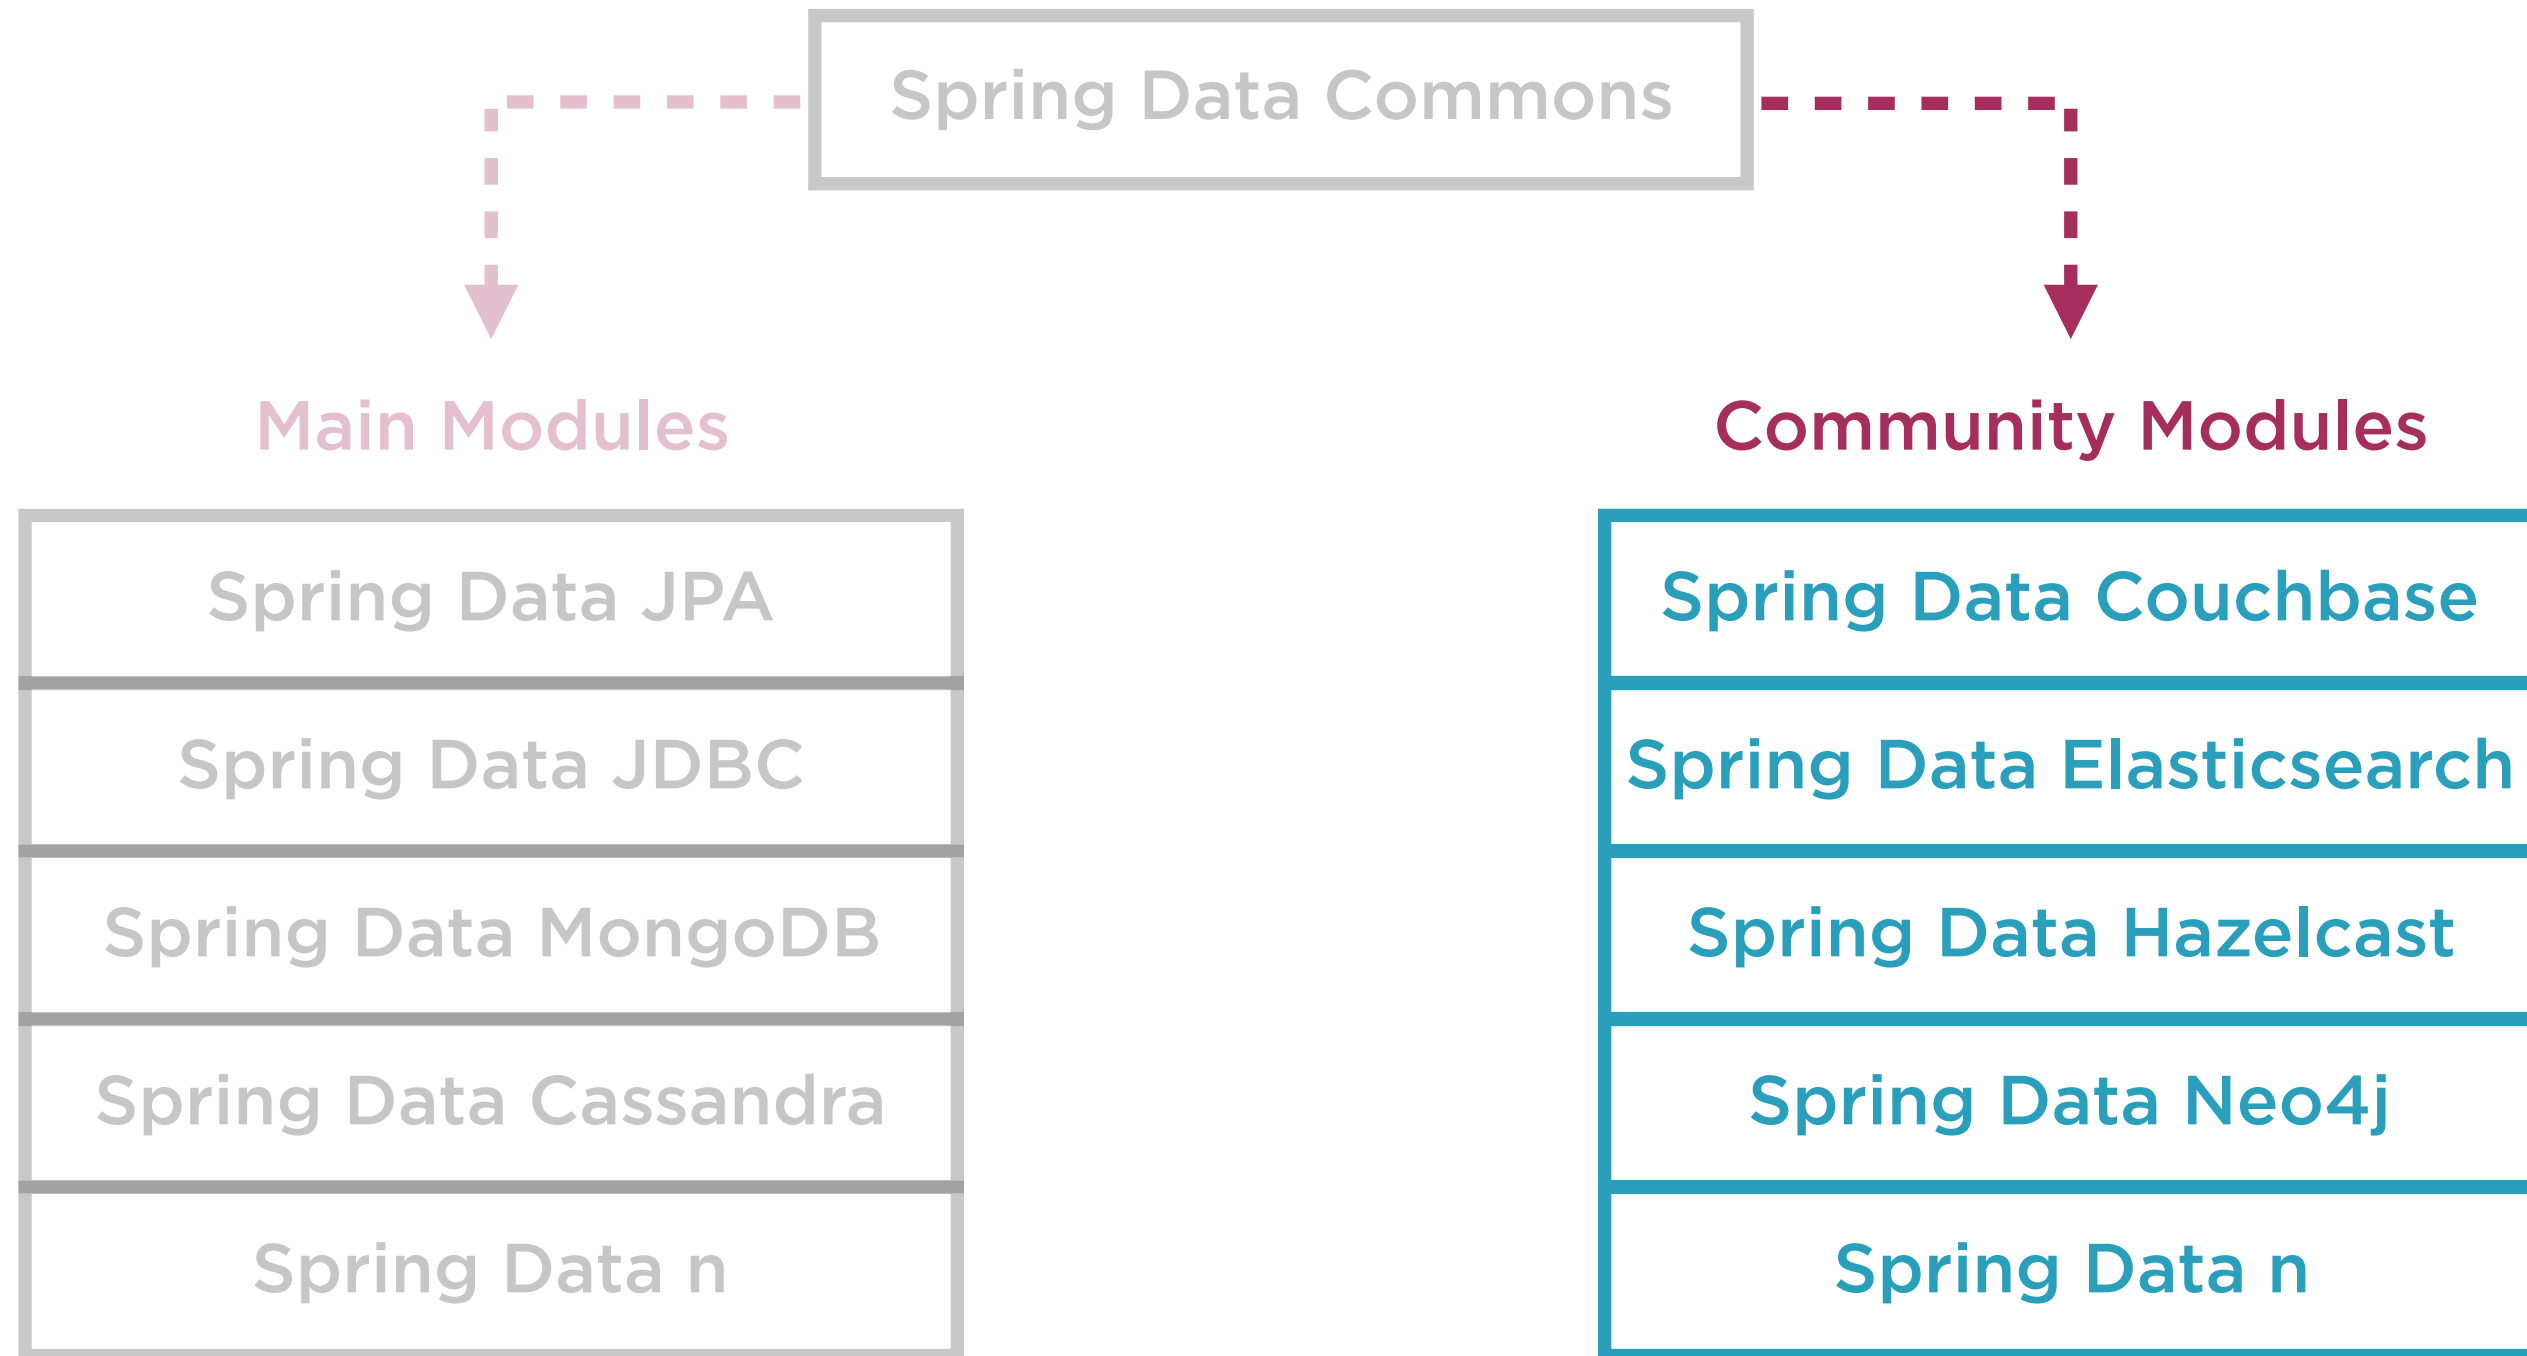 Spring Data Commons
Main Modules
Spring Data JPA
Spring Data JDBC
Spring Data MongoDB
Spring Data Cassandra
Spring Data n
Community Modules
Spring Data Couchbase
Spring Data Elasticsearch
Spring Data Hazelcast
Spring Data Neo4j
Spring Data n